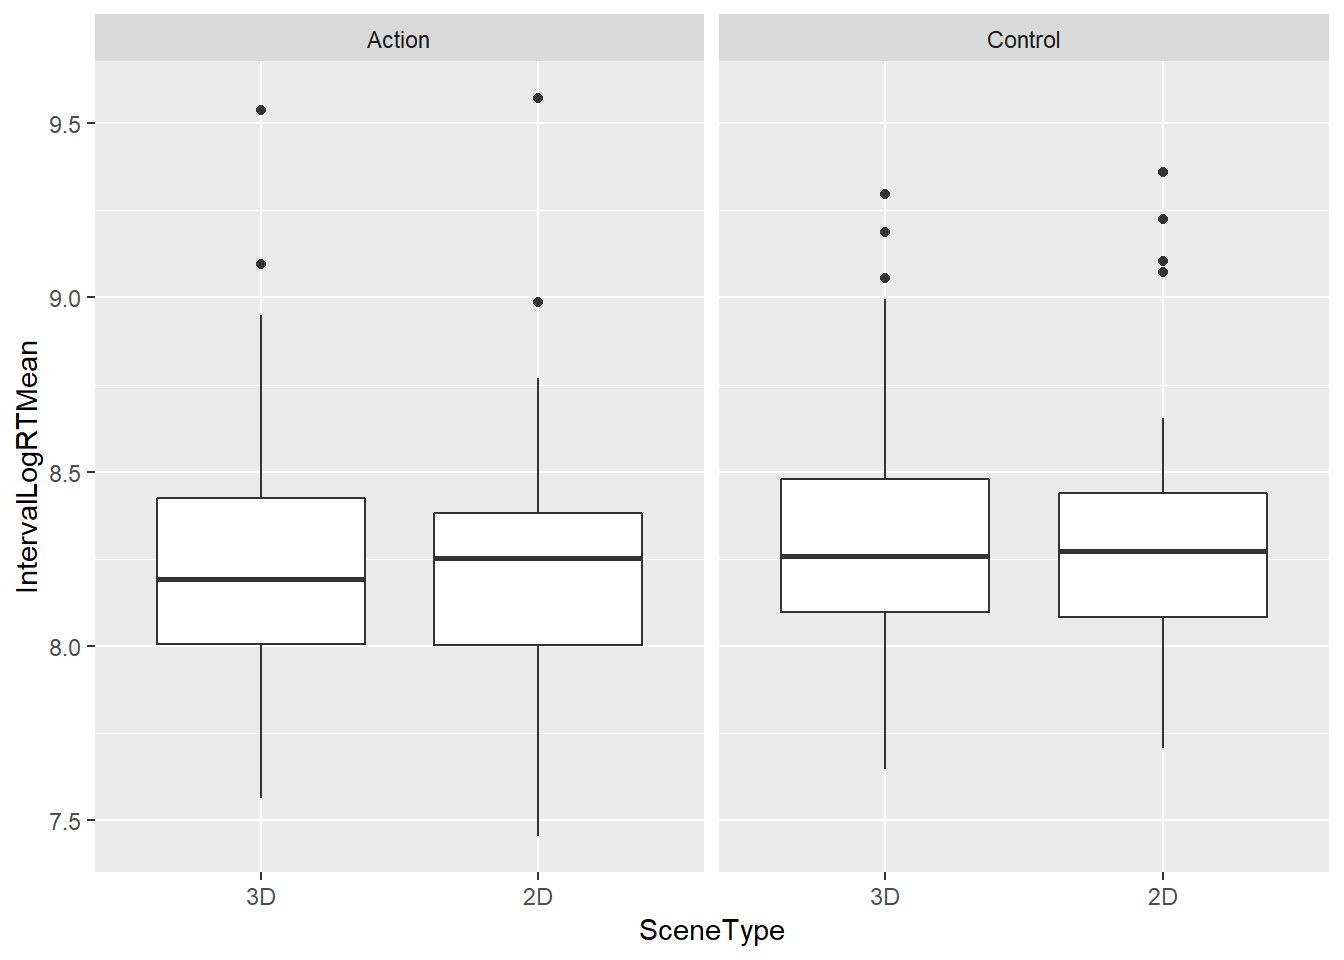 Action
Control
IntervalLogRTMean
9.5
9.0
8.5
8.0
7.5
3D
2D
3D
2D
SceneType